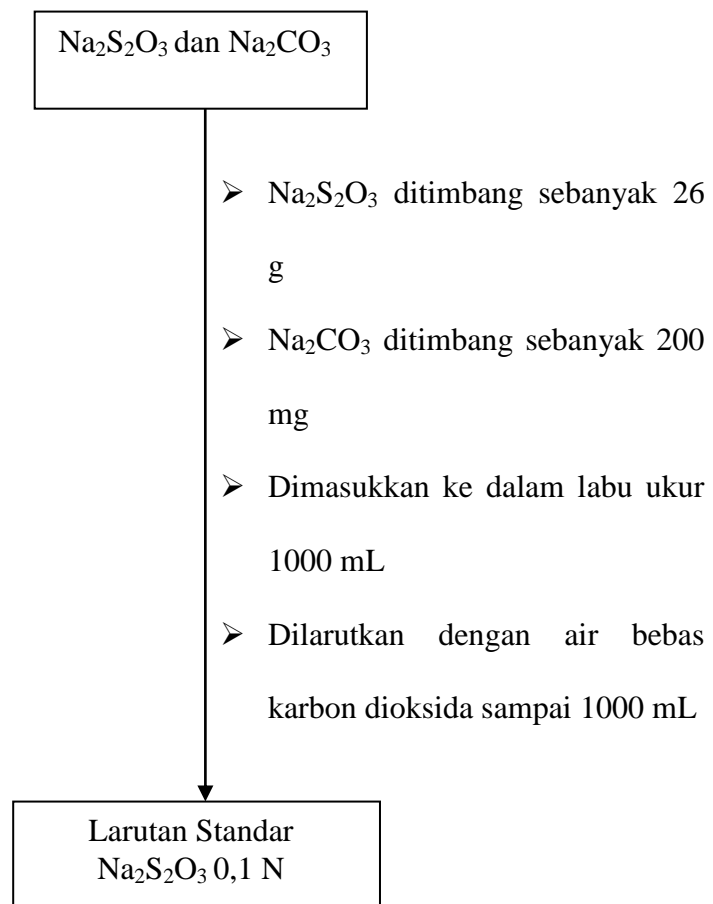 Na₂S₂O₃ dan Na₂CO₃
➢ Na₂S₂O₃ ditimbang sebanyak 26
g
➢ Na₂CO₃ ditimbang sebanyak 200
mg
➢ Dimasukkan ke dalam labu ukur
1000 mL
➢ Dilarutkan dengan air bebas
karbon dioksida sampai 1000 mL
Larutan Standar
Na₂S₂O₃ 0,1 N